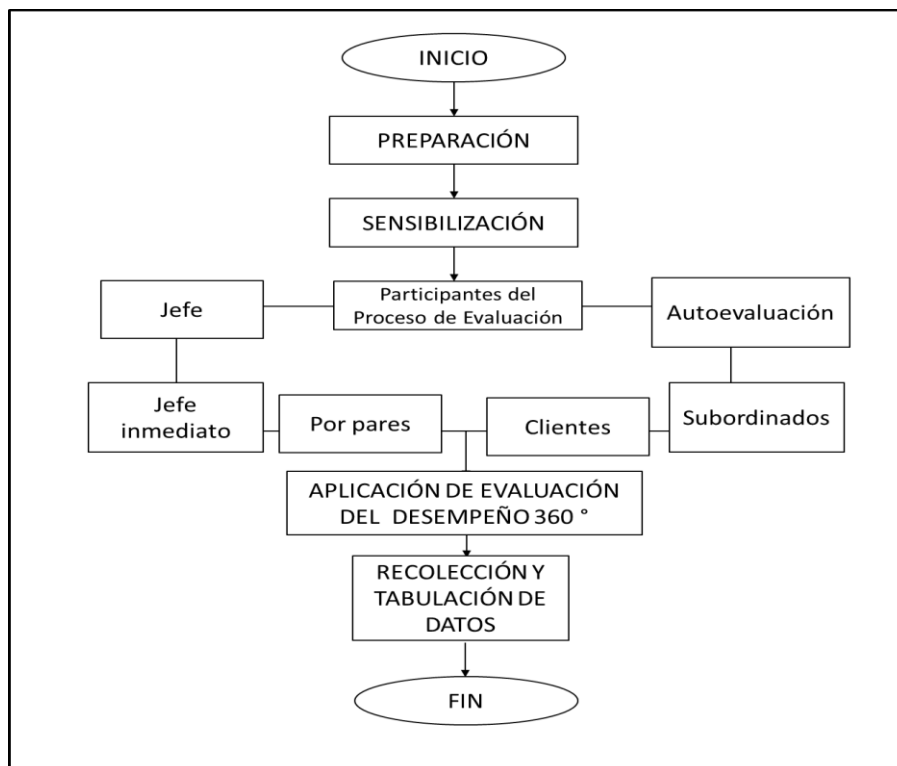 INICIO
PREPARACIÓN
SENSIBILIZACIÓN
Jefe
Participantes del
Proceso de Evaluación
Autoevaluación
Jefe
inmediato
Por pares
Clientes
Subordinados
APLICACIÓN DE EVALUACIÓN
DEL DESEMPEÑO 360 °
RECOLECCIÓN Y
TABULACIÓN DE
DATOS
FIN